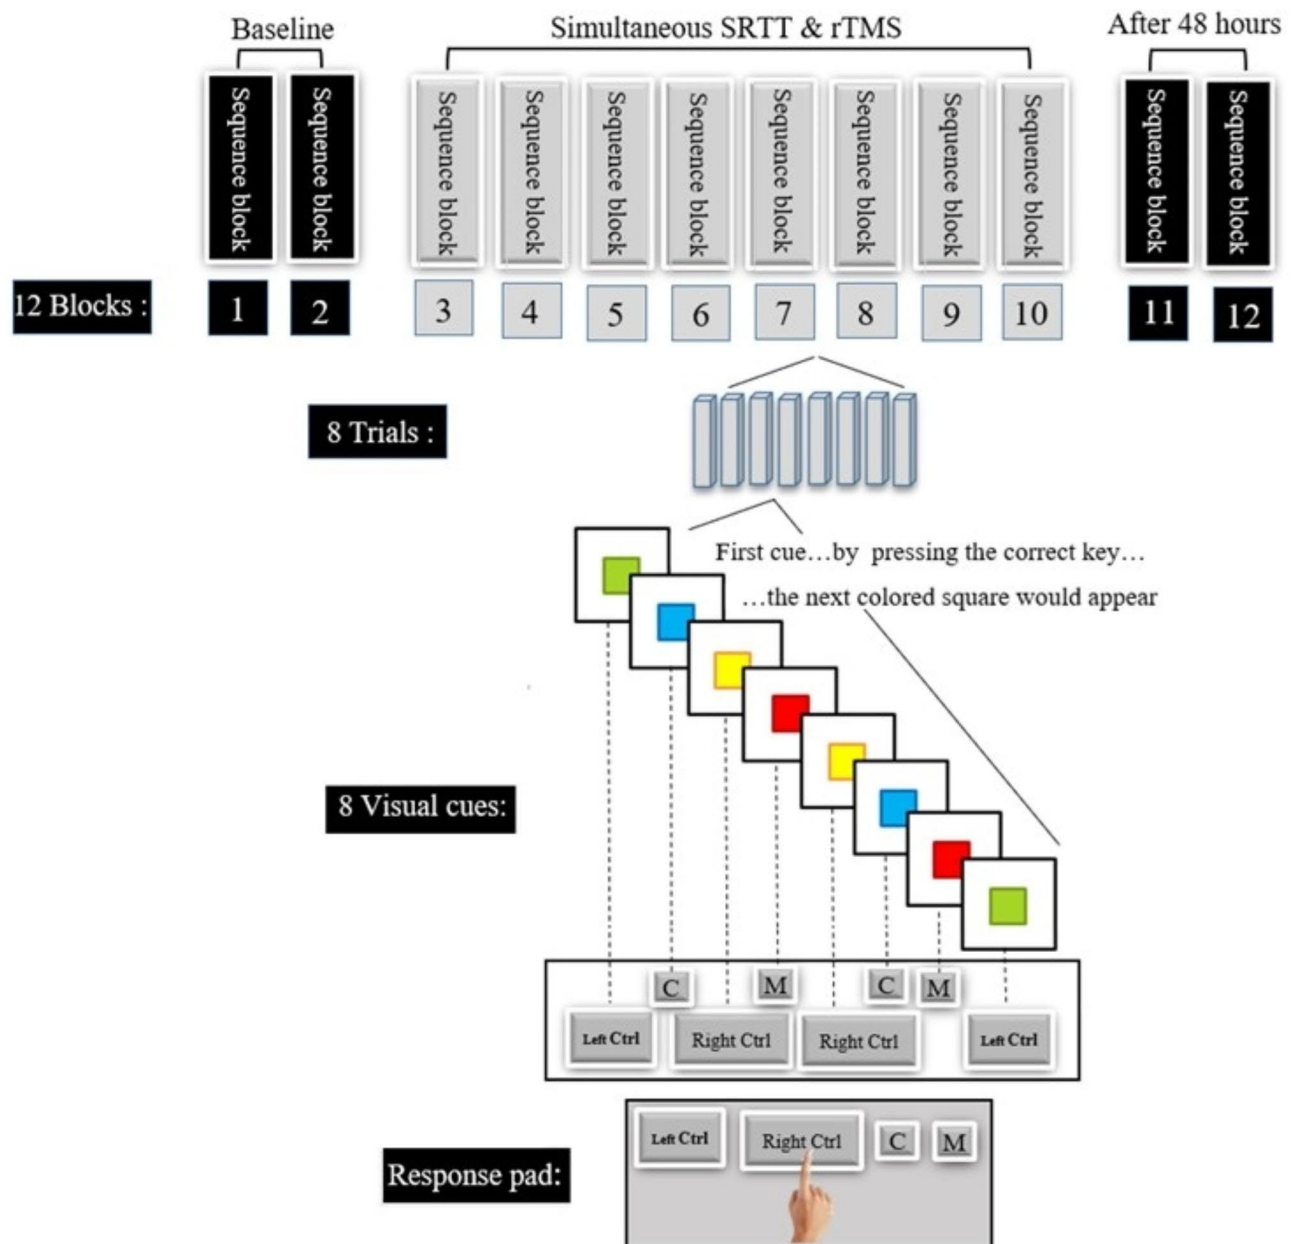 Baseline
Simultaneous SRTT & rTMS
After 48 hours
Sequence block
Sequence block
Sequence block
Sequence block
Sequence block
Sequence block
Sequence block
Sequence block
Sequence block
Sequence block
Sequence block
Sequence block
12 Blocks :
1
2
3
4
5
6
7
8
9
10
11
12
8 Trials :
First cue…by pressing the correct key…
…the next colored square would appear
8 Visual cues:
C
M
C
M
Left Ctrl
Right Ctrl
Right Ctrl
Left Ctrl
Response pad:
Left Ctrl
Right Ctrl
C
M